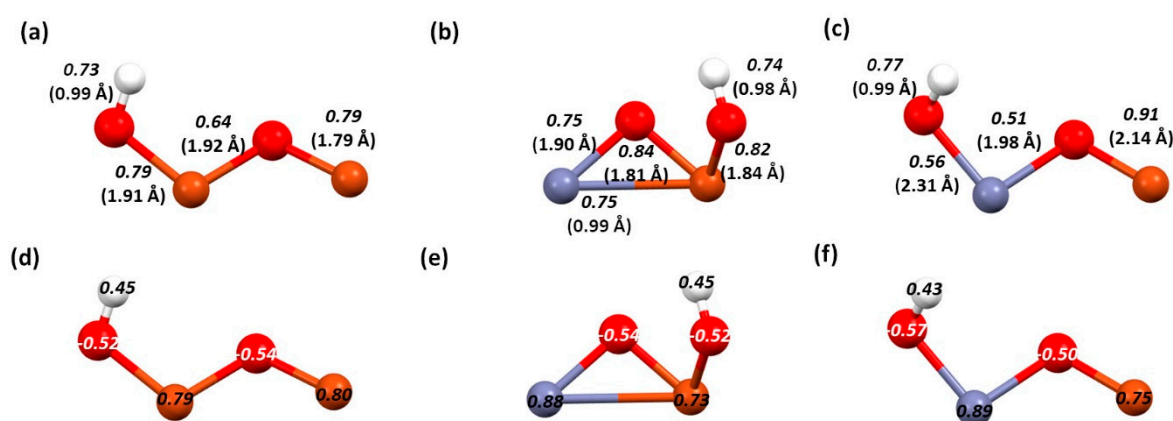 (a)
0.73
(0.99 Å)
0.64
(1.92 Å)
0.79
(1.79 Å)
0.79
(1.91 Å)
(b)
0.74
(0.98 Å)
0.75
(1.90 Å)
0.84
(1.81 Å)
0.82
(1.84 Å)
0.75
(0.99 Å)
(c)
0.77
(0.99 Å)
0.51
(1.98 Å)
0.91
(2.14 Å)
0.56
(2.31 Å)
(d)
0.45
-0.52
-0.54
0.79
0.80
(e)
0.45
-0.54
-0.52
0.88
0.73
(f)
0.43
-0.57
-0.50
0.89
0.75